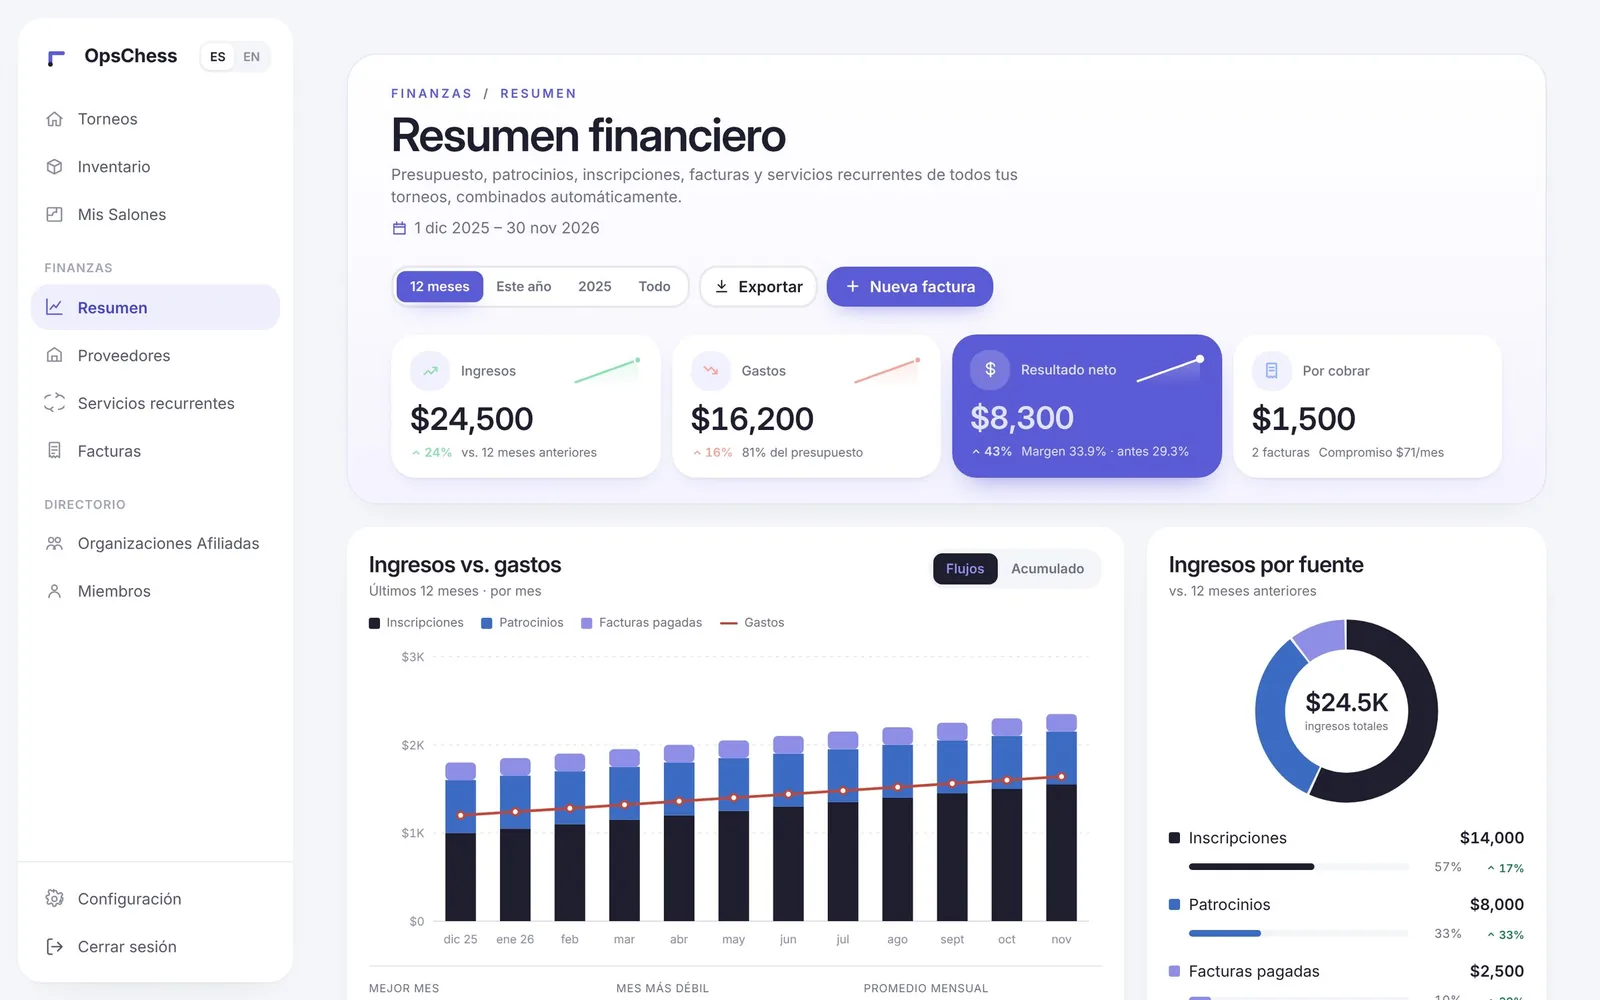 OpsChess
ES EN
Torneos
Inventario
Mis Salones
FINANZAS
Resumen
Proveedores
Servicios recurrentes
Facturas
DIRECTORIO
Organizaciones Afiliadas
Miembros
Configuración
Cerrar sesión
FINANZAS / RESUMEN
Resumen financiero
Presupuesto, patrocinios, inscripciones, facturas y servicios recurrentes de todos tus
torneos, combinados automáticamente.
1 dic 2025 – 30 nov 2026
12 meses Este año 2025 Todo Exportar + Nueva factura
Ingresos
$24,500
24% vs. 12 meses anteriores
Gastos
$16,200
16% 81% del presupuesto
$ Resultado neto
$8,300
43% Margen 33.9% · antes 29.3%
Por cobrar
$1,500
2 facturas Compromiso $71/mes
Ingresos vs. gastos
Últimos 12 meses · por mes
Flujos Acumulado
Inscripciones Patrocinios Facturas pagadas Gastos
$3K
$2K
$1K
$0
dic 25 ene 26 feb mar abr may jun jul ago sept oct nov
MEJOR MES MES MÁS DÉBIL PROMEDIO MENSUAL
Ingresos por fuente
vs. 12 meses anteriores
$24.5K
ingresos totales
Inscripciones $14,000
57% 17%
Patrocinios $8,000
33% 33%
Facturas pagadas $2,500